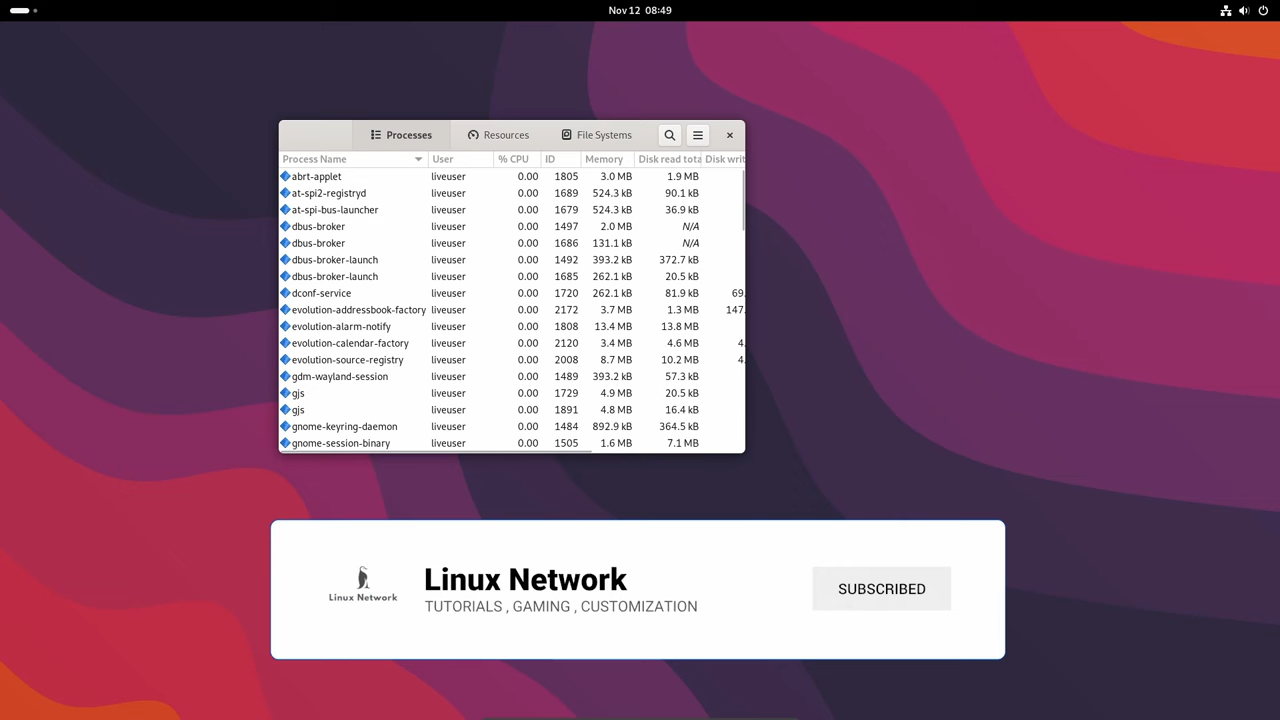 Nov 12 08:49
Processes Resources File Systems
Process Name User % CPU ID Memory Disk read tota Disk writ
abrt-applet liveuser 0.00 1805 3.0 MB 1.9 MB
at-spi2-registryd liveuser 0.00 1689 524.3 kB 90.1 kB
at-spi-bus-launcher liveuser 0.00 1679 524.3 kB 36.9 kB
dbus-broker liveuser 0.00 1497 2.0 MB N/A
dbus-broker liveuser 0.00 1686 131.1 kB N/A
dbus-broker-launch liveuser 0.00 1492 393.2 kB 372.7 kB
dbus-broker-launch liveuser 0.00 1685 262.1 kB 20.5 kB
dconf-service liveuser 0.00 1720 262.1 kB 81.9 kB 69.
evolution-addressbook-factory liveuser 0.00 2172 3.7 MB 1.3 MB 147.
evolution-alarm-notify liveuser 0.00 1808 13.4 MB 13.8 MB
evolution-calendar-factory liveuser 0.00 2120 3.4 MB 4.6 MB 4.
evolution-source-registry liveuser 0.00 2008 8.7 MB 10.2 MB 4.
gdm-wayland-session liveuser 0.00 1489 393.2 kB 57.3 kB
gjs liveuser 0.00 1729 4.9 MB 20.5 kB
gjs liveuser 0.00 1891 4.8 MB 16.4 kB
gnome-keyring-daemon liveuser 0.00 1484 892.9 kB 364.5 kB
gnome-session-binary liveuser 0.00 1505 1.6 MB 7.1 MB
Linux Network
Linux Network
TUTORIALS , GAMING , CUSTOMIZATION
SUBSCRIBED